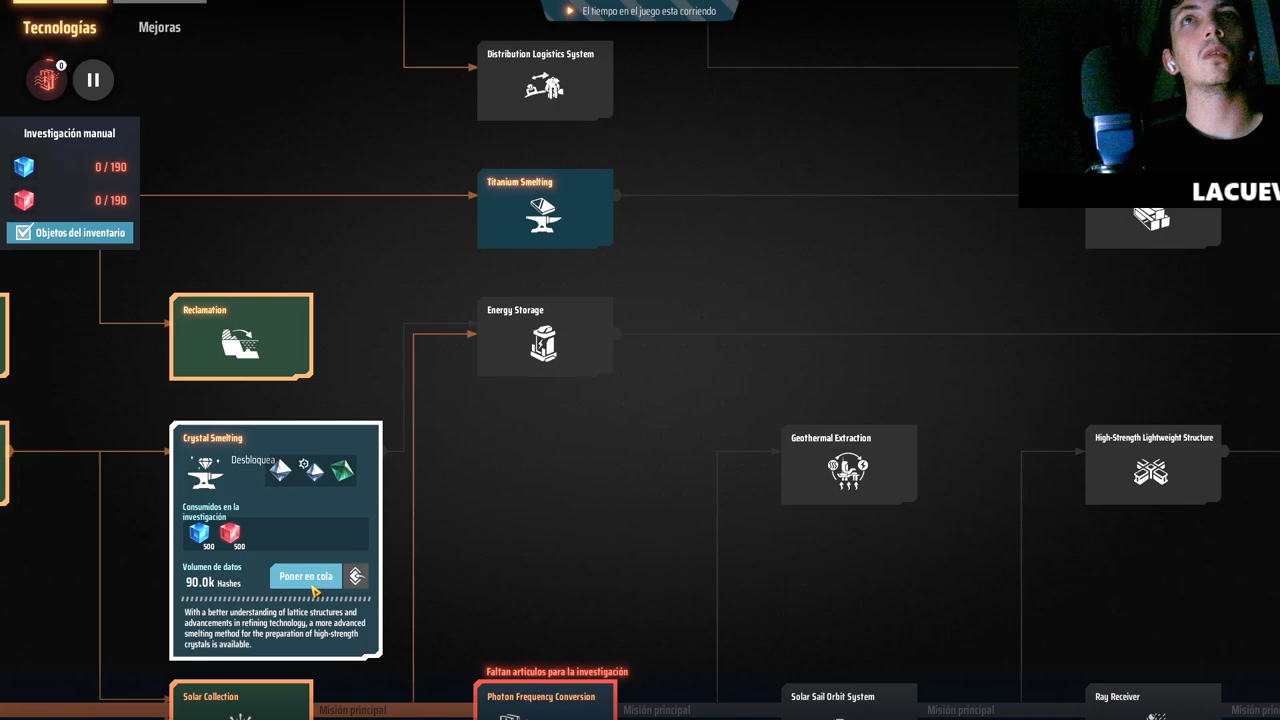 El tiempo en el juego esta corriendo
Tecnologías
Mejoras
0
Investigación manual
0 / 190
0 / 190
Objetos del inventario
Distribution Logistics System
Titanium Smelting
LACUEV
Reclamation
Energy Storage
Crystal Smelting
Desbloquea
Consumidos en la
investigación
500
500
Volumen de datos
90.0k Hashes
Poner en cola
With a better understanding of lattice structures and
advancements in refining technology, a more advanced
smelting method for the preparation of high-strength
crystals is available.
Geothermal Extraction
High-Strength Lightweight Structure
Faltan artículos para la investigación
Solar Collection
Photon Frequency Conversion
Solar Sail Orbit System
Ray Receiver
Misión principal
Misión principal
Misión principal
Misión prin